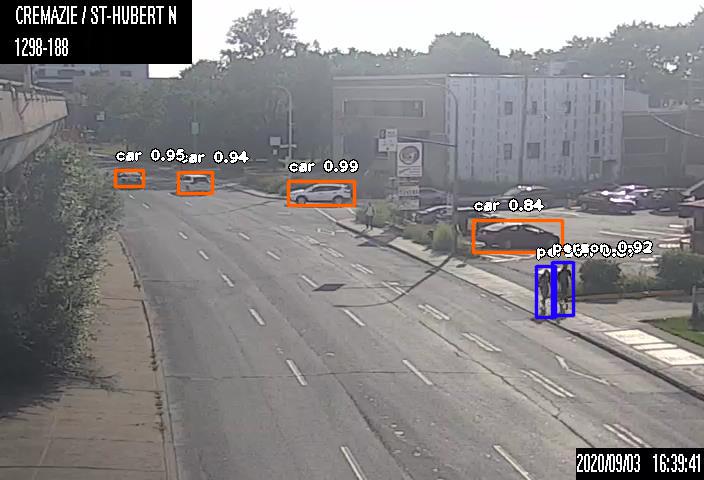 CREMAZIE / ST-HUBERT N
1298-188
car 0.95
car 0.94
car 0.99
car 0.84
person 0.92
2020/09/03 16:39:41